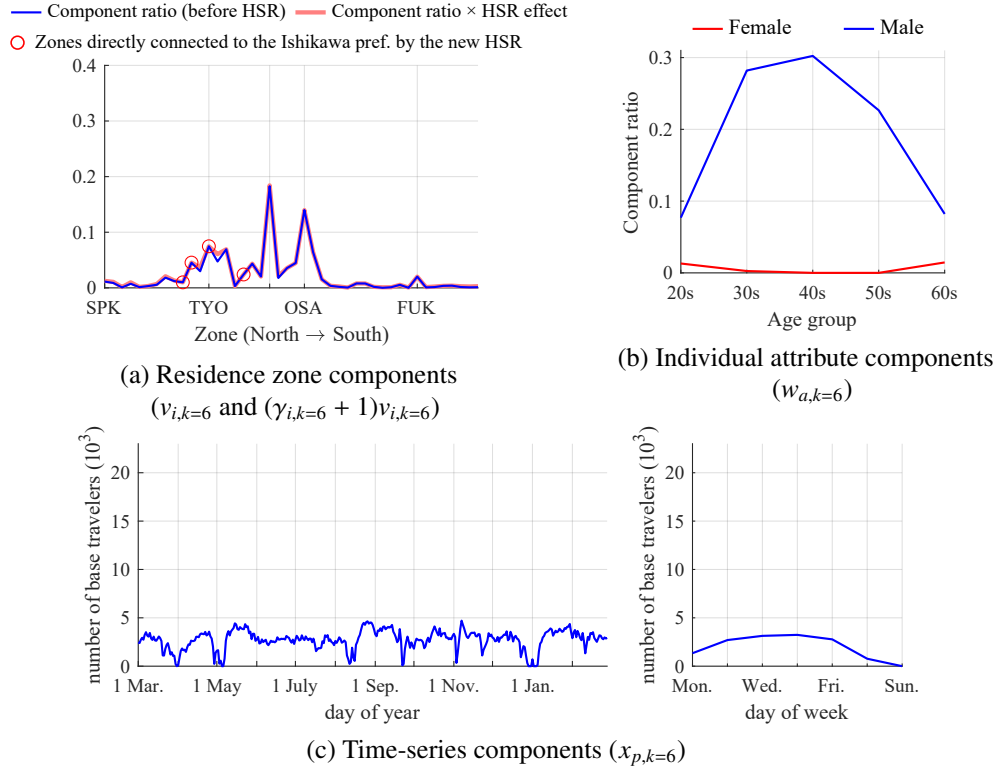 Component ratio (before HSR) Component ratio × HSR effect
Zones directly connected to the Ishikawa pref. by the new HSR
0.4
0.3
0.2
0.1
0
SPK TYO OSA FUK
Zone (North → South)
(a) Residence zone components
(v_{i,k=6} and (γ_{i,k=6} + 1)v_{i,k=6})
Female Male
Component ratio
0.3
0.2
0.1
0
20s 30s 40s 50s 60s
Age group
(b) Individual attribute components
(w_{a,k=6})
number of base travelers (10^3)
20
15
10
5
0
1 Mar. 1 May 1 July 1 Sep. 1 Nov. 1 Jan.
day of year
number of base travelers (10^3)
20
15
10
5
0
Mon. Wed. Fri. Sun.
day of week
(c) Time-series components (x_{p,k=6})